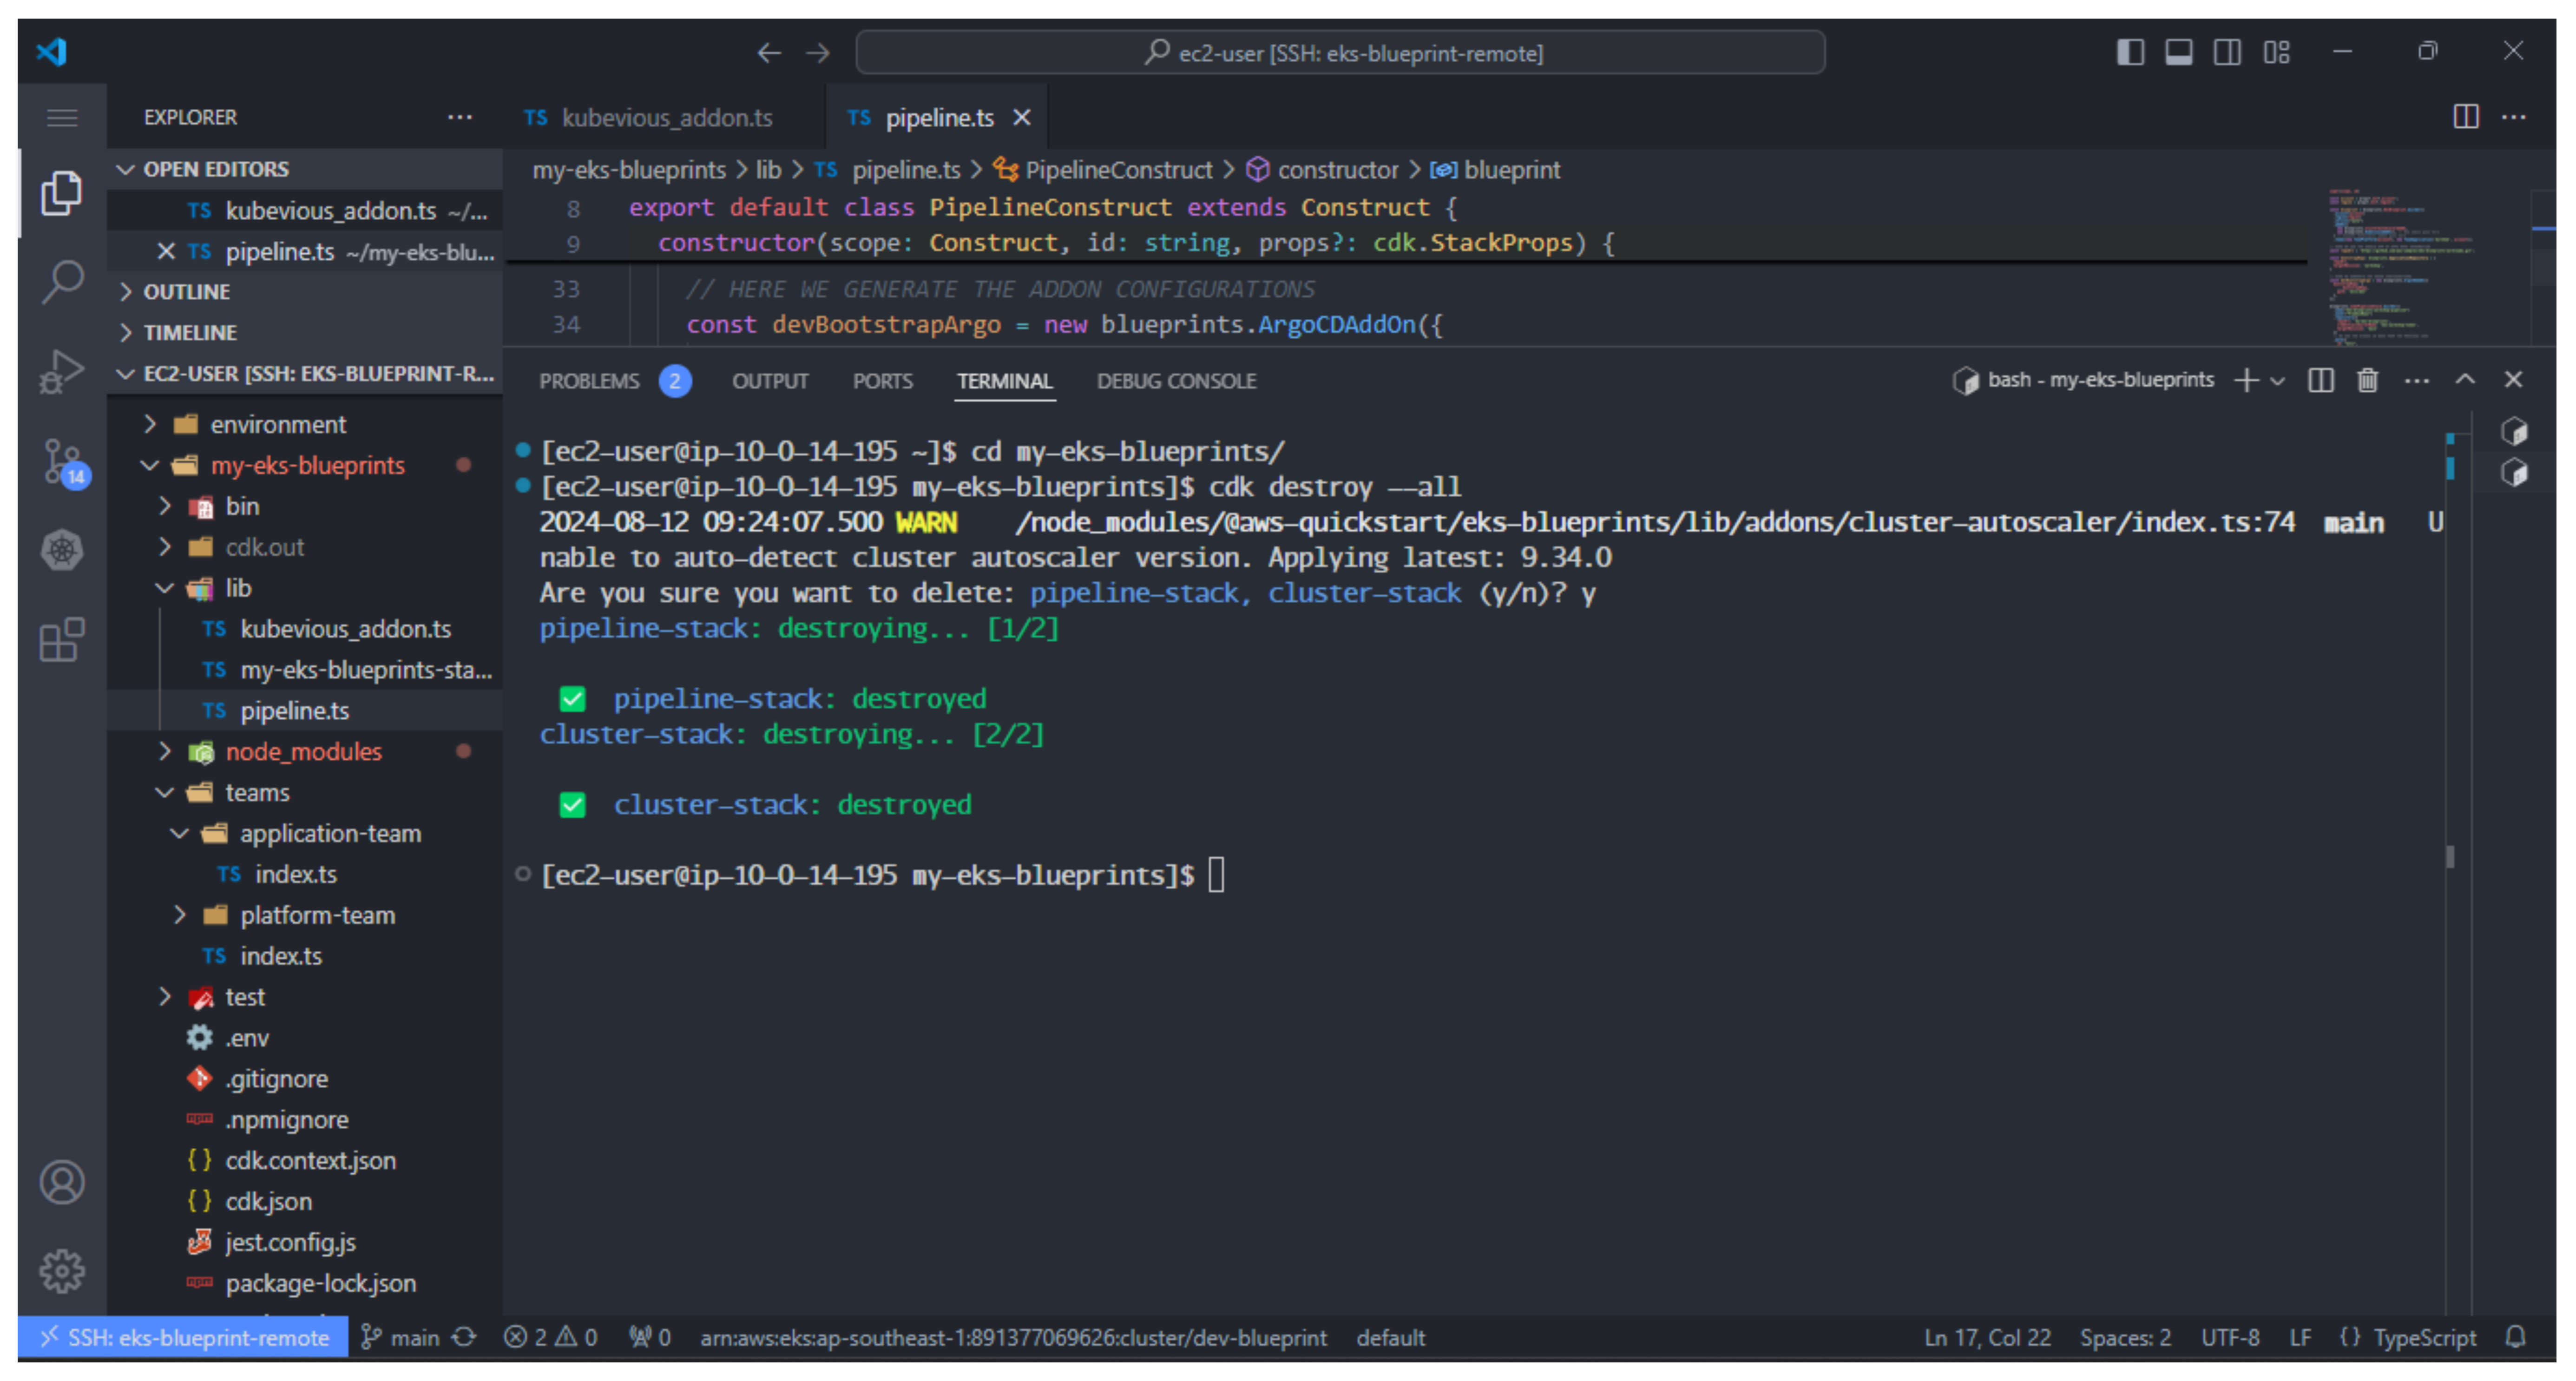 ec2-user [SSH: eks-blueprint-remote]
EXPLORER
TS kubevious_addon.ts
TS pipeline.ts
OPEN EDITORS
TS kubevious_addon.ts ~/...
TS pipeline.ts ~/my-eks-blu...
OUTLINE
TIMELINE
EC2-USER [SSH: EKS-BLUEPRINT-R...
environment
my-eks-blueprints
bin
cdk.out
lib
TS kubevious_addon.ts
TS my-eks-blueprints-sta...
TS pipeline.ts
node_modules
teams
application-team
TS index.ts
platform-team
TS index.ts
test
.env
.gitignore
.npmignore
{ } cdk.context.json
{ } cdk.json
jest.config.js
package-lock.json
14
my-eks-blueprints > lib > TS pipeline.ts > PipelineConstruct > constructor > blueprint
8 export default class PipelineConstruct extends Construct {
9 constructor(scope: Construct, id: string, props?: cdk.StackProps) {
33 // HERE WE GENERATE THE ADDON CONFIGURATIONS
34 const devBootstrapArgo = new blueprints.ArgoCDAddOn({
PROBLEMS 2 OUTPUT PORTS TERMINAL DEBUG CONSOLE
bash - my-eks-blueprints
[ec2-user@ip-10-0-14-195 ~]$ cd my-eks-blueprints/
[ec2-user@ip-10-0-14-195 my-eks-blueprints]$ cdk destroy --all
2024-08-12 09:24:07.500 WARN /node_modules/@aws-quickstart/eks-blueprints/lib/addons/cluster-autoscaler/index.ts:74 main U
nable to auto-detect cluster autoscaler version. Applying latest: 9.34.0
Are you sure you want to delete: pipeline-stack, cluster-stack (y/n)? y
pipeline-stack: destroying... [1/2]
✅ pipeline-stack: destroyed
cluster-stack: destroying... [2/2]
✅ cluster-stack: destroyed
[ec2-user@ip-10-0-14-195 my-eks-blueprints]$
SSH: eks-blueprint-remote main 2 0 0 arn:aws:eks:ap-southeast-1:891377069626:cluster/dev-blueprint default
Ln 17, Col 22 Spaces: 2 UTF-8 LF { } TypeScript